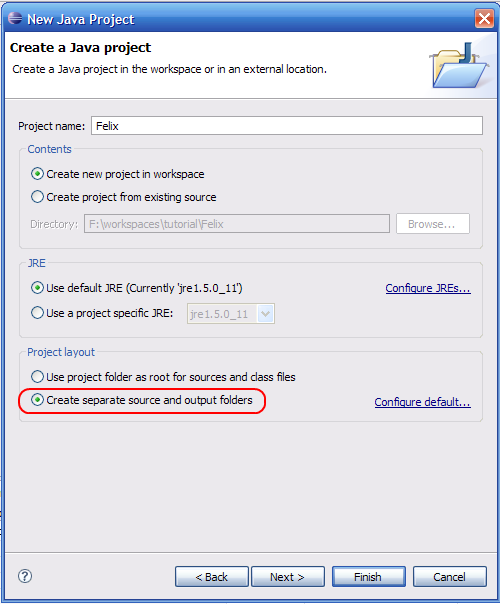 New Java Project
Create a Java project
Create a Java project in the workspace or in an external location.
Project name: Felix
Contents
Create new project in workspace
Create project from existing source
Directory: F:\workspaces\tutorial\Felix Browse...
JRE
Use default JRE (Currently 'jre1.5.0_11') Configure JREs...
Use a project specific JRE: jre1.5.0_11
Project layout
Use project folder as root for sources and class files
Create separate source and output folders Configure default...
? < Back Next > Finish Cancel